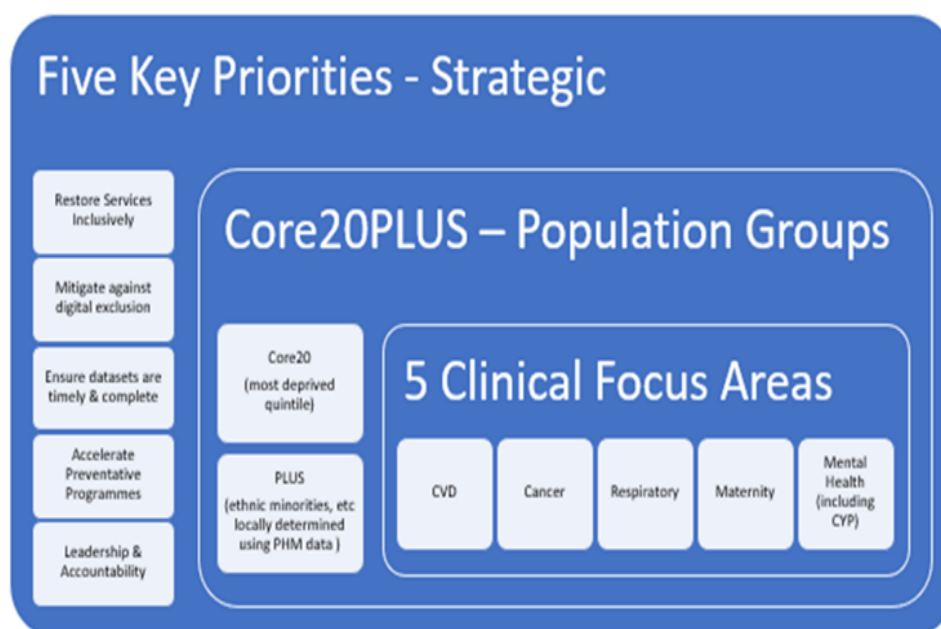 Five Key Priorities - Strategic
Restore Services
Inclusively
Mitigate against
digital exclusion
Ensure datasets are
timely & complete
Accelerate
Preventative
Programmes
Leadership &
Accountability
Core20PLUS – Population Groups
Core20
(most deprived
quintile)
PLUS
(ethnic minorities, etc
locally determined
using PHM data )
5 Clinical Focus Areas
CVD
Cancer
Respiratory
Maternity
Mental
Health
(including
CYP)